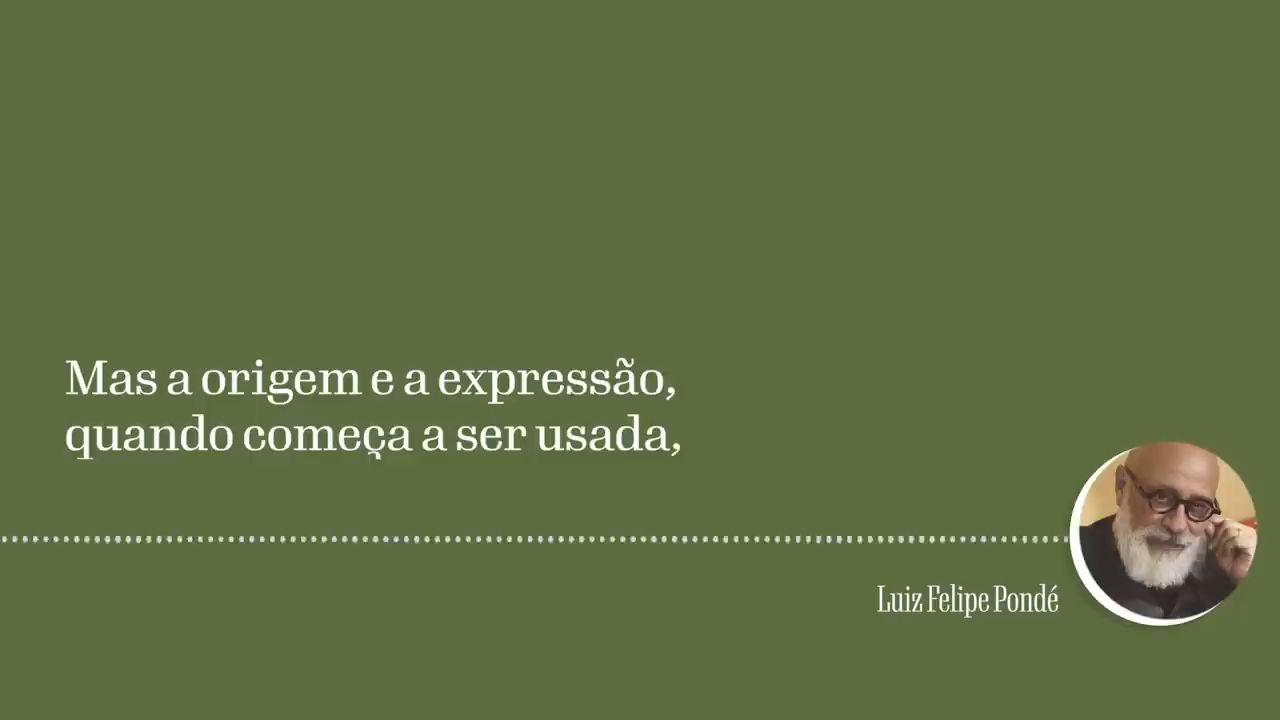 Mas a origem e a expressão,
quando começa a ser usada,
Luiz Felipe Pondé